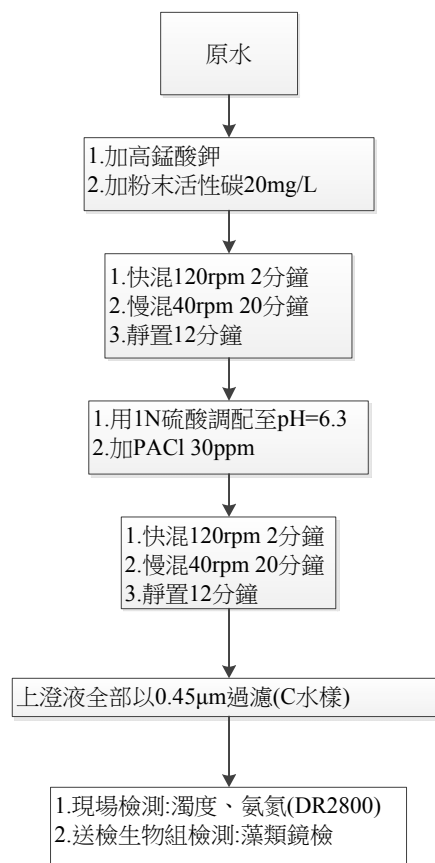 原水
1.加高錳酸鉀
2.加粉末活性碳20mg/L
1.快混120rpm 2分鐘
2.慢混40rpm 20分鐘
3.靜置12分鐘
1.用1N硫酸調配至pH=6.3
2.加PACl 30ppm
1.快混120rpm 2分鐘
2.慢混40rpm 20分鐘
3.靜置12分鐘
上澄液全部以0.45μm過濾(C水樣)
1.現場檢測:濁度、氨氮(DR2800)
2.送檢生物組檢測:藻類鏡檢